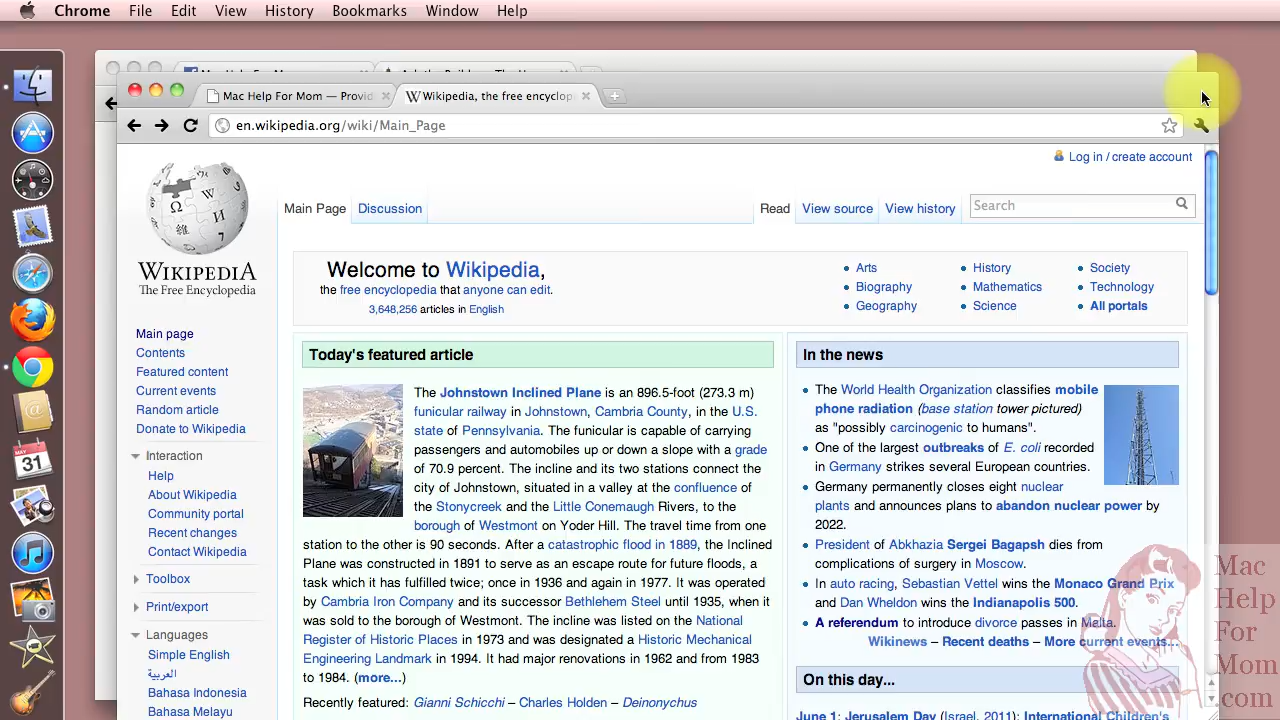 Chrome File Edit View History Bookmarks Window Help
Mac Help For Mom — Provid
Wikipedia, the free encyclop
en.wikipedia.org/wiki/Main_Page
Log in / create account
Main Page Discussion Read View source View history Search
WIKIPEDIA
The Free Encyclopedia
Main page
Contents
Featured content
Current events
Random article
Donate to Wikipedia
Interaction
Help
About Wikipedia
Community portal
Recent changes
Contact Wikipedia
Toolbox
Print/export
Languages
Simple English
العربية
Bahasa Indonesia
Bahasa Melayu
Welcome to Wikipedia,
the free encyclopedia that anyone can edit.
3,648,256 articles in English
Arts
Biography
Geography
History
Mathematics
Science
Society
Technology
All portals
Today's featured article
The Johnstown Inclined Plane is an 896.5-foot (273.3 m)
funicular railway in Johnstown, Cambria County, in the U.S.
state of Pennsylvania. The funicular is capable of carrying
passengers and automobiles up or down a slope with a grade
of 70.9 percent. The incline and its two stations connect the
city of Johnstown, situated in a valley at the confluence of
the Stonycreek and the Little Conemaugh Rivers, to the
borough of Westmont on Yoder Hill. The travel time from one
station to the other is 90 seconds. After a catastrophic flood in 1889, the Inclined
Plane was constructed in 1891 to serve as an escape route for future floods, a
task which it has fulfilled twice; once in 1936 and again in 1977. It was operated
by Cambria Iron Company and its successor Bethlehem Steel until 1935, when it
was sold to the borough of Westmont. The incline was listed on the National
Register of Historic Places in 1973 and was designated a Historic Mechanical
Engineering Landmark in 1994. It had major renovations in 1962 and from 1983
to 1984. (more...)
Recently featured: Gianni Schicchi – Charles Holden – Deinonychus
In the news
The World Health Organization classifies mobile
phone radiation (base station tower pictured)
as "possibly carcinogenic to humans".
One of the largest outbreaks of E. coli recorded
in Germany strikes several European countries.
Germany permanently closes eight nuclear
plants and announces plans to abandon nuclear power by
2022.
President of Abkhazia Sergei Bagapsh dies from
complications of surgery in Moscow.
In auto racing, Sebastian Vettel wins the Monaco Grand Prix
and Dan Wheldon wins the Indianapolis 500.
A referendum to introduce divorce passes in Malta.
Wikinews – Recent deaths – More current events...
On this day...
June 1: Jerusalem Day (Israel, 2011); International Children's
MAY
31
Mac
Help
For
Mom
.com